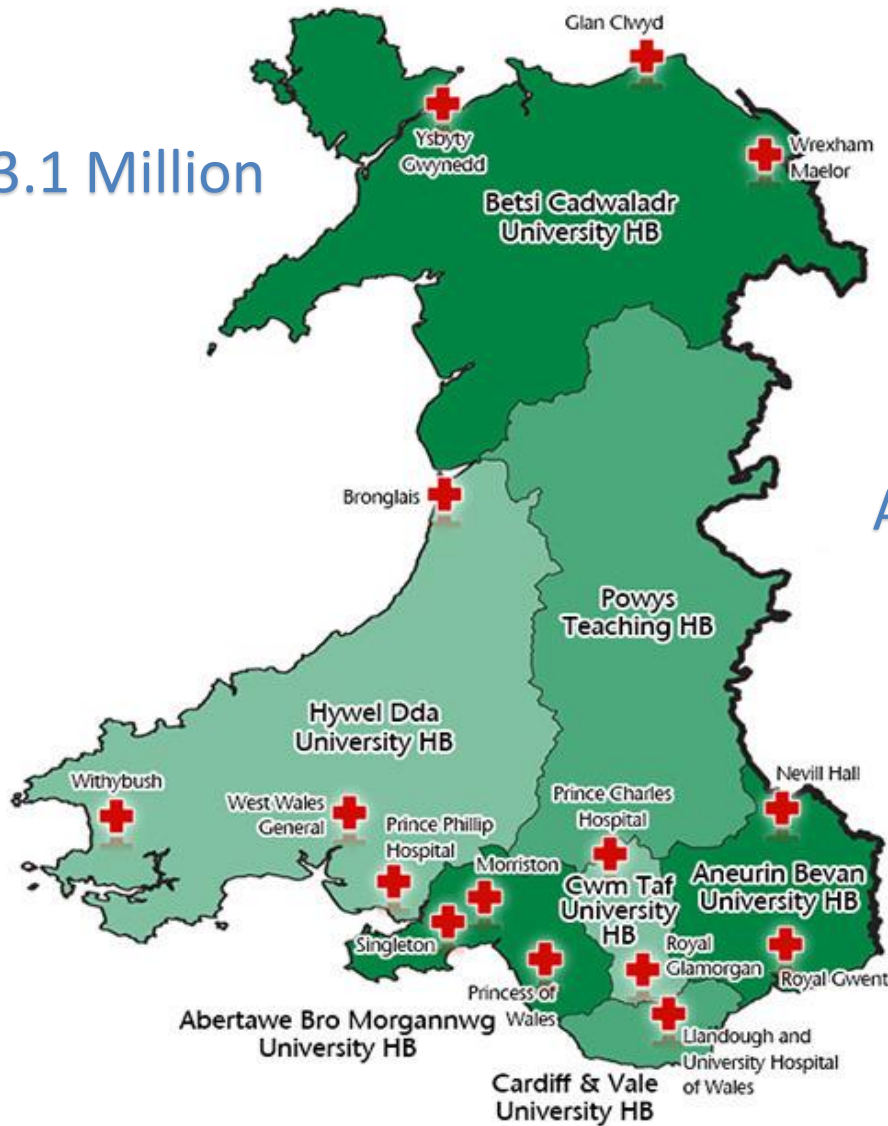 Glan Clwyd
3.1 Million
Ysbyty
Gwynedd
Wrexham
Maelor
Betsi Cadwaladr
University HB
Bronglais
A
Powys
Teaching HB
Hywel Dda
University HB
Withybush
West Wales
General
Prince Phillip
Hospital
Prince Charles
Hospital
Nevill Hall
Morriston
Singleton
Cwm Taf
University
HB
Aneurin Bevan
University HB
Royal
Glamorgan
Royal Gwent
Princess of
Wales
Abertawe Bro Morgannwg
University HB
Llandough and
University Hospital
of Wales
Cardiff & Vale
University HB